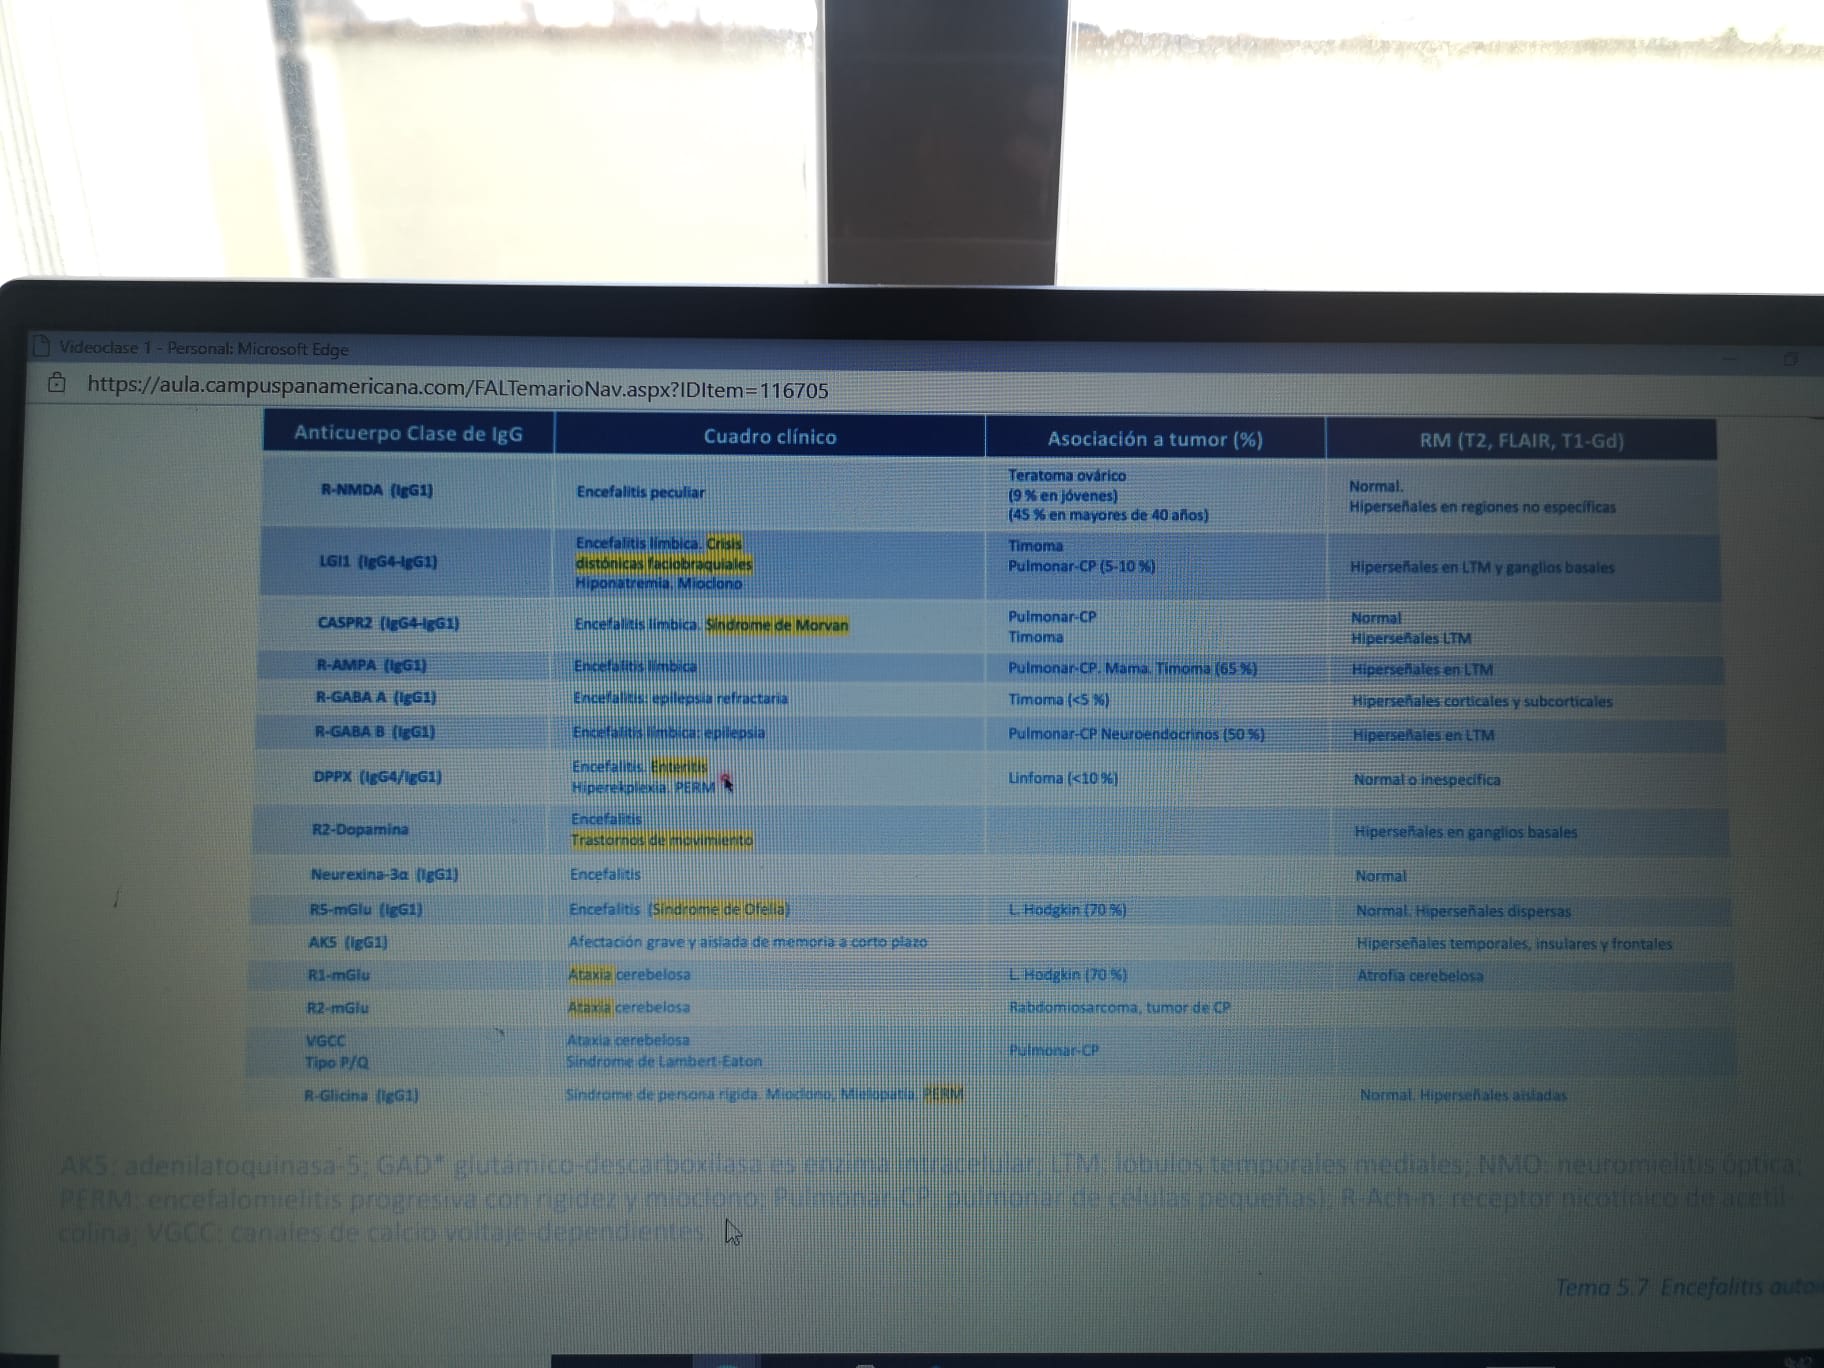 Videoclase 1 - Personal: Microsoft Edge
https://aula.campuspanamericana.com/FALTemarioNav.aspx?IDItem=116705
Anticuerpo Clase de IgG Cuadro clínico Asociación a tumor (%) RM (T2, FLAIR, T1-Gd)
R-NMDA (IgG1) Encefalitis peculiar Teratoma ovárico
(9 % en jóvenes)
(45 % en mayores de 40 años) Normal.
Hiperseñales en regiones no específicas
LGI1 (IgG4-IgG1) Encefalitis límbica. Crisis
distónicas faciobraquiales
Hiponatremia. Mioclono Timoma
Pulmonar-CP (5-10 %) Hiperseñales en LTM y ganglios basales
CASPR2 (IgG4-IgG1) Encefalitis límbica. Síndrome de Morvan Pulmonar-CP
Timoma Normal
Hiperseñales LTM
R-AMPA (IgG1) Encefalitis límbica Pulmonar-CP. Mama. Timoma (65 %) Hiperseñales en LTM
R-GABA A (IgG1) Encefalitis: epilepsia refractaria Timoma (<5 %) Hiperseñales corticales y subcorticales
R-GABA B (IgG1) Encefalitis límbica: epilepsia Pulmonar-CP Neuroendocrinos (50 %) Hiperseñales en LTM
DPPX (IgG4/IgG1) Encefalitis. Enteritis
Hiperekplexia. PERM Linfoma (<10 %) Normal o inespecífica
R2-Dopamina Encefalitis
Trastornos de movimiento Hiperseñales en ganglios basales
Neurexina-3α (IgG1) Encefalitis Normal
R5-mGlu (IgG1) Encefalitis (Síndrome de Ofelia) L. Hodgkin (70 %) Normal. Hiperseñales dispersas
AK5 (IgG1) Afectación grave y aislada de memoria a corto plazo Hiperseñales temporales, insulares y frontales
R1-mGlu Ataxia cerebelosa L. Hodgkin (70 %) Atrofia cerebelosa
R2-mGlu Ataxia cerebelosa Rabdomiosarcoma, tumor de CP
VGCC
Tipo P/Q Ataxia cerebelosa
Síndrome de Lambert-Eaton Pulmonar-CP
R-Glicina (IgG1) Síndrome de persona rígida. Mioclono, Mielopatía. PERM Normal. Hiperseñales aisladas
AK5: adenilatoquinasa-5; GAD* glutámico-descarboxilasa es enzima intracelular, LTM: lóbulos temporales mediales; NMO: neuromielitis óptica;
PERM: encefalomielitis progresiva con rigidez y mioclono; Pulmonar-CP: pulmonar de células pequeñas); R-Ach-n: receptor nicotínico de acetil
colina; VGCC: canales de calcio voltaje-dependientes.
Tema 5.7 Encefalitis auto